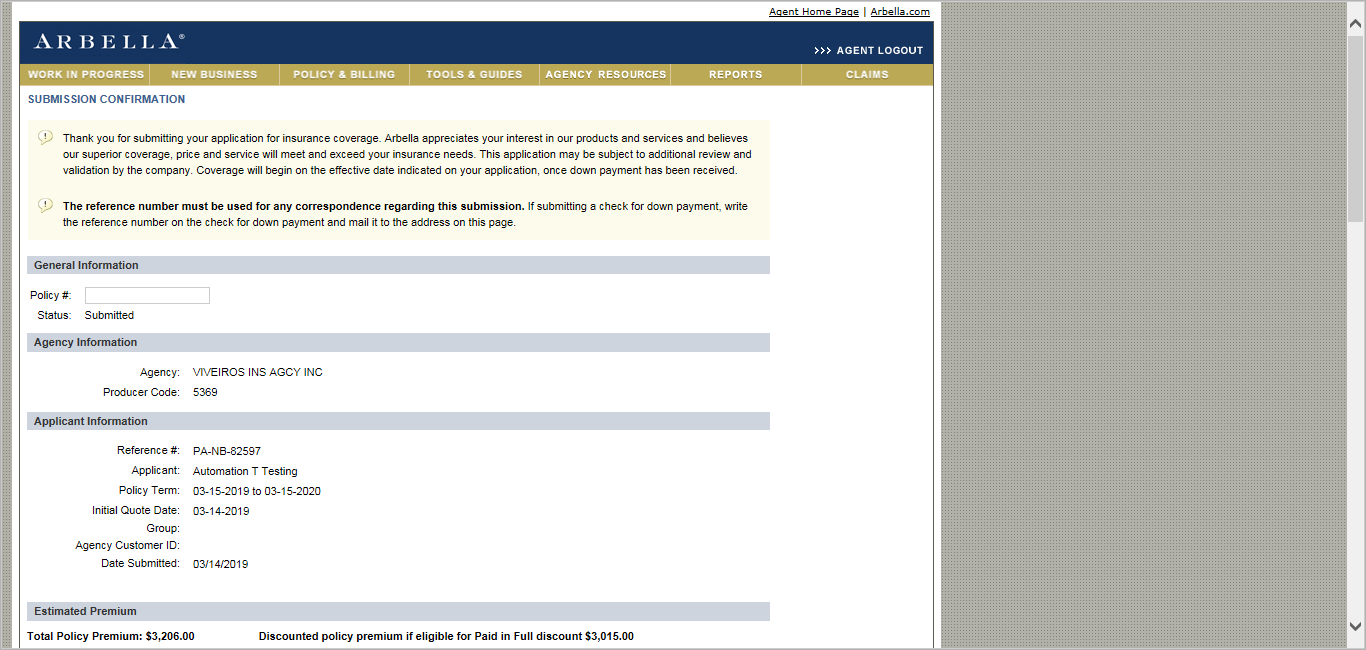 Agent Home Page | Arbella.com
ARBELLA®
>>> AGENT LOGOUT
WORK IN PROGRESS NEW BUSINESS POLICY & BILLING TOOLS & GUIDES AGENCY RESOURCES REPORTS CLAIMS
SUBMISSION CONFIRMATION
Thank you for submitting your application for insurance coverage. Arbella appreciates your interest in our products and services and believes
our superior coverage, price and service will meet and exceed your insurance needs. This application may be subject to additional review and
validation by the company. Coverage will begin on the effective date indicated on your application, once down payment has been received.
The reference number must be used for any correspondence regarding this submission. If submitting a check for down payment, write
the reference number on the check for down payment and mail it to the address on this page.
General Information
Policy #:
Status: Submitted
Agency Information
Agency: VIVEIROS INS AGCY INC
Producer Code: 5369
Applicant Information
Reference #: PA-NB-82597
Applicant: Automation T Testing
Policy Term: 03-15-2019 to 03-15-2020
Initial Quote Date: 03-14-2019
Group:
Agency Customer ID:
Date Submitted: 03/14/2019
Estimated Premium
Total Policy Premium: $3,206.00 Discounted policy premium if eligible for Paid in Full discount $3,015.00